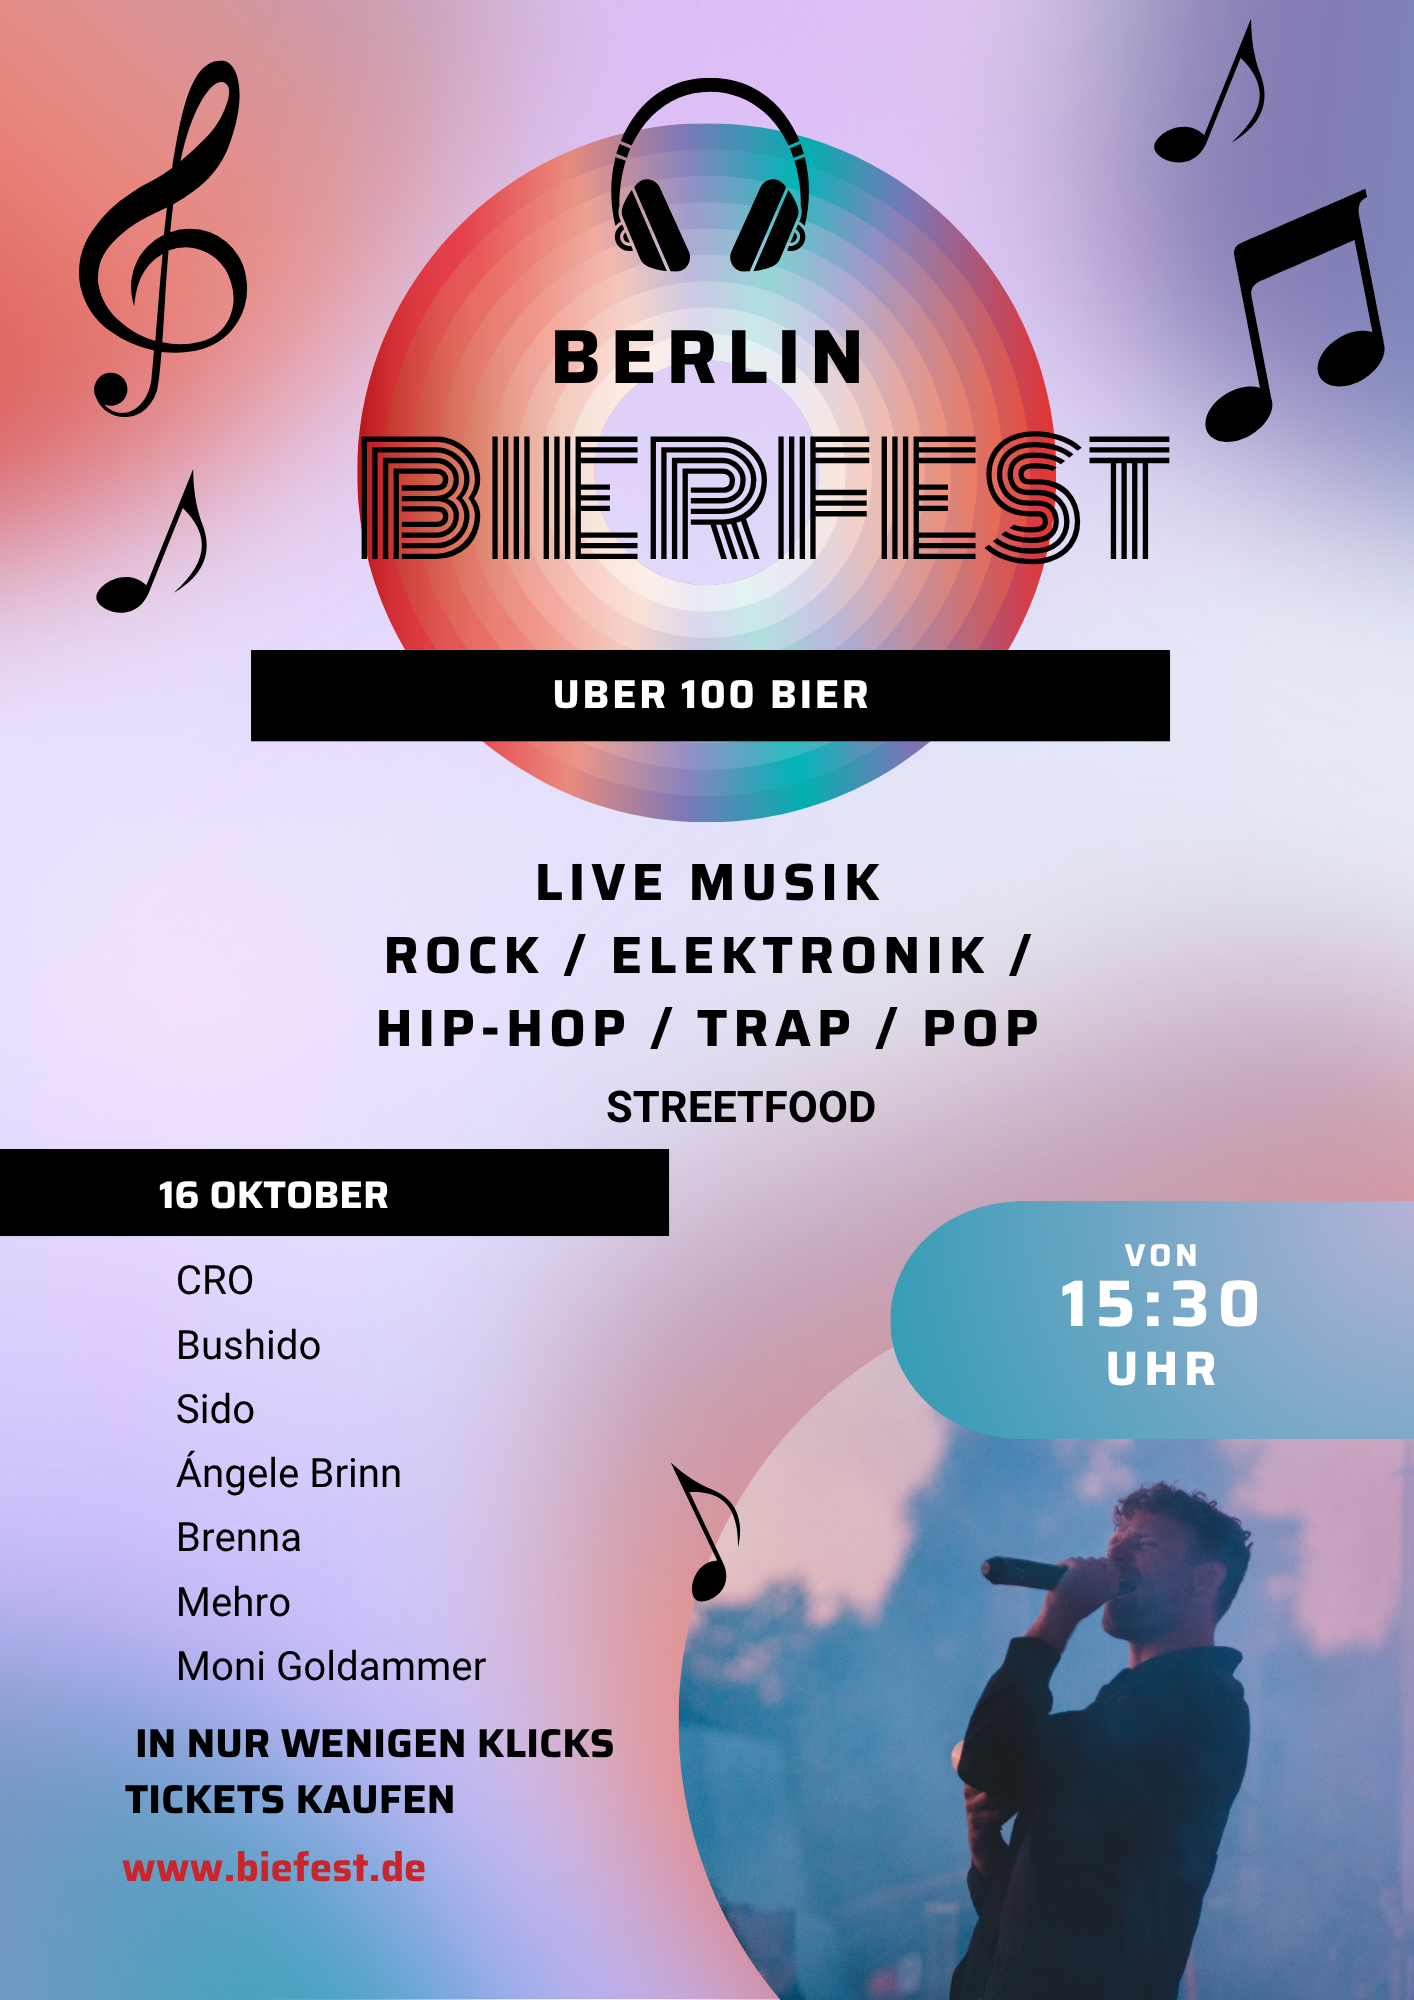 BERLIN
BIERFEST
UBER 100 BIER
LIVE MUSIK
ROCK / ELEKTRONIK /
HIP-HOP / TRAP / POP
STREETFOOD
16 OKTOBER
CRO
Bushido
Sido
Ángele Brinn
Brenna
Mehro
Moni Goldammer
VON
15:30
UHR
IN NUR WENIGEN KLICKS
TICKETS KAUFEN
www.biefest.de